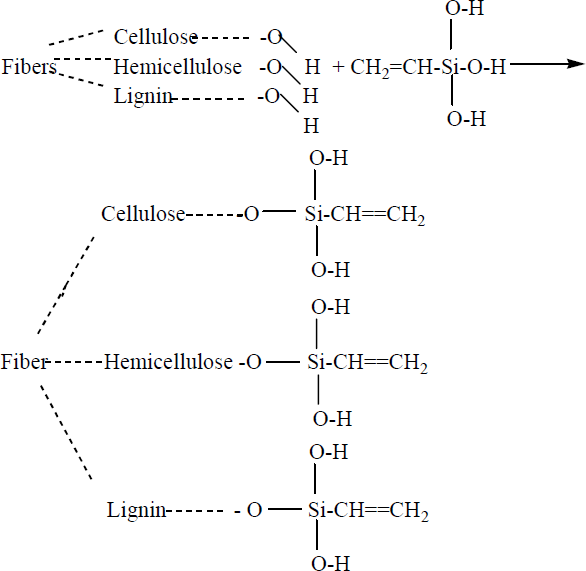 O-H
Cellulose -O
Fibers Hemicellulose -O H + CH₂=CH-Si-O-H
Lignin -O H
H O-H
O-H
Cellulose -O Si-CH==CH₂
O-H
O-H
Fiber Hemicellulose -O Si-CH==CH₂
O-H
O-H
Lignin - O Si-CH==CH₂
O-H